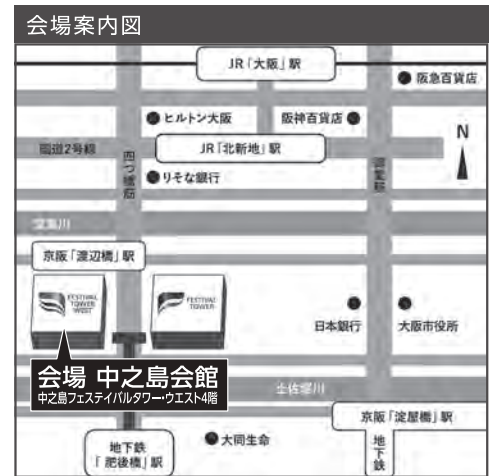 会場案内図
JR「大阪」駅
阪急百貨店
ヒルトン大阪
阪神百貨店
N
国道2号線
四つ橋筋
JR「北新地」駅
御堂筋
りそな銀行
堂島川
京阪「渡辺橋」駅
FESTIVAL
TOWER
WEST
FESTIVAL
TOWER
日本銀行
大阪市役所
会場 中之島会館
中之島フェスティバルタワー・ウエスト4階
土佐堀川
京阪「淀屋橋」駅
地下鉄
「肥後橋」駅
大同生命
地下鉄